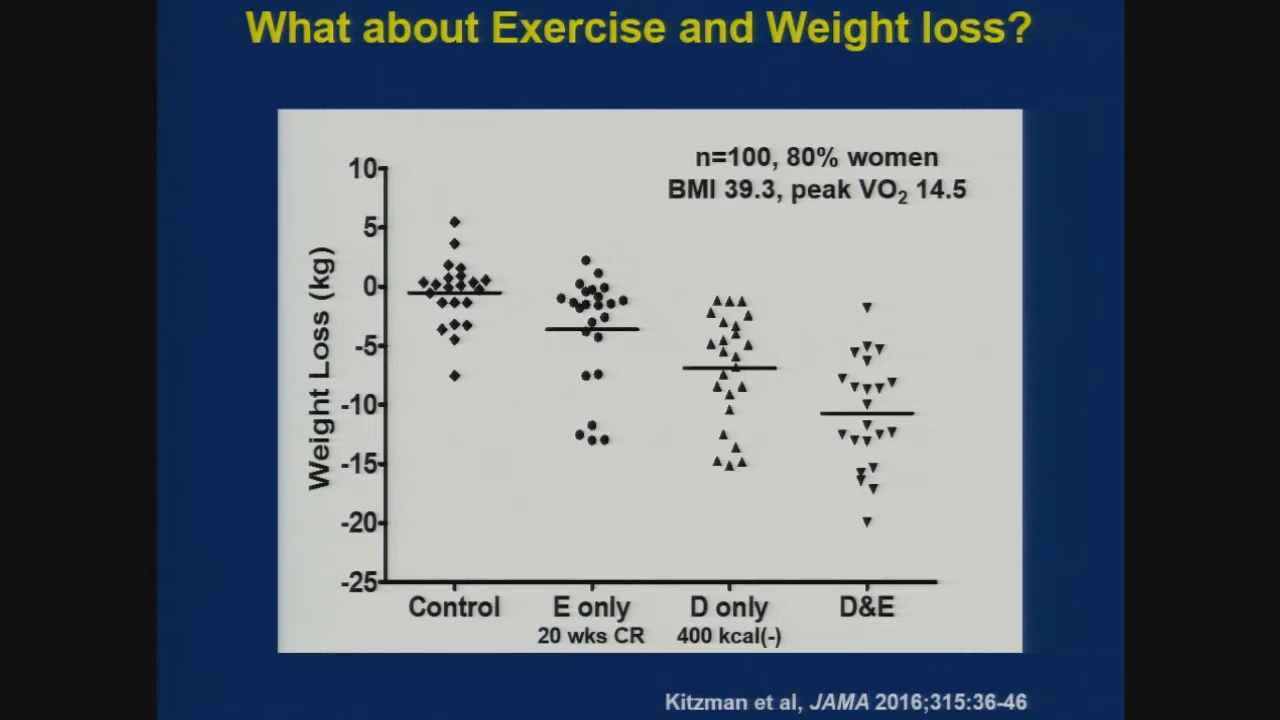 What about Exercise and Weight loss?
n=100, 80% women
BMI 39.3, peak VO₂ 14.5
Weight Loss (kg)
10
5
0
-5
-10
-15
-20
-25
Control
E only
D only
D&E
20 wks CR
400 kcal(-)
Kitzman et al, JAMA 2016;315:36-46